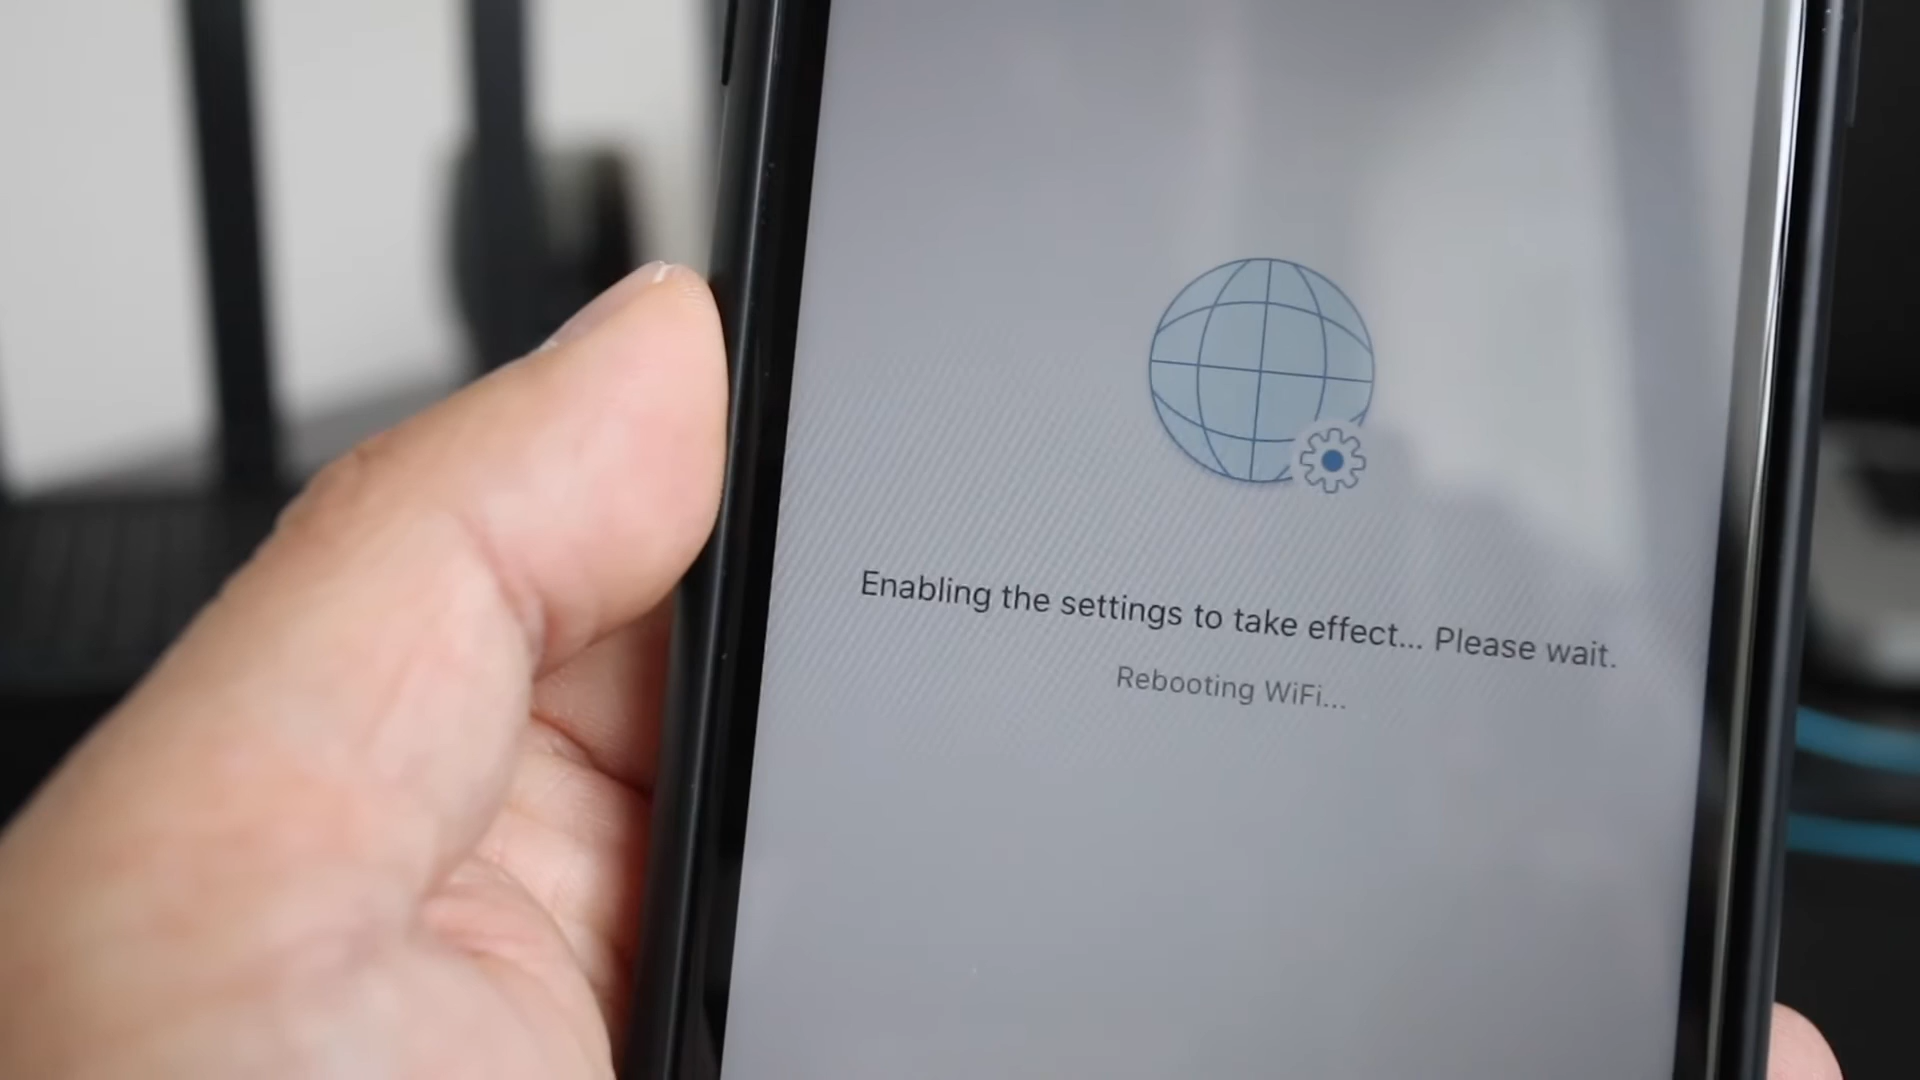 Enabling the settings to take effect... Please wait.
Rebooting WiFi...